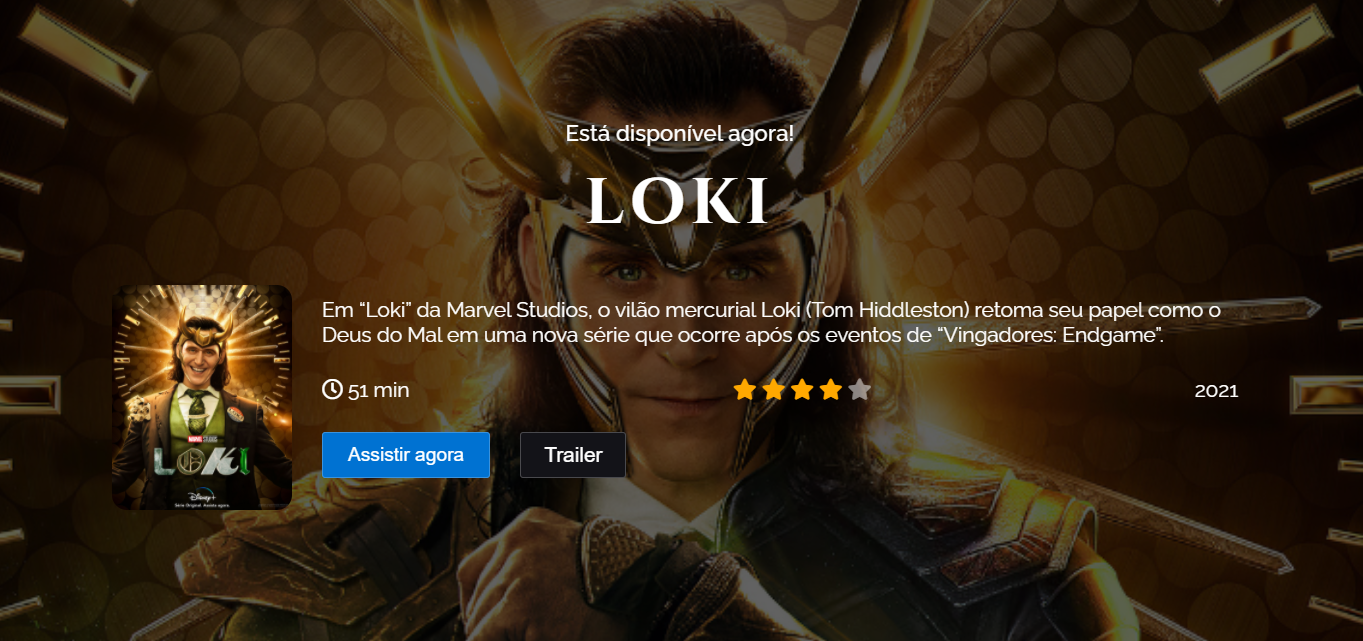 Está disponível agora!
LOKI
Em “Loki” da Marvel Studios, o vilão mercurial Loki (Tom Hiddleston) retoma seu papel como o
Deus do Mal em uma nova série que ocorre após os eventos de “Vingadores: Endgame”.
MARVEL STUDIOS
LOKI
Disney+
Série Original. Assista agora.
51 min
2021
Assistir agora
Trailer